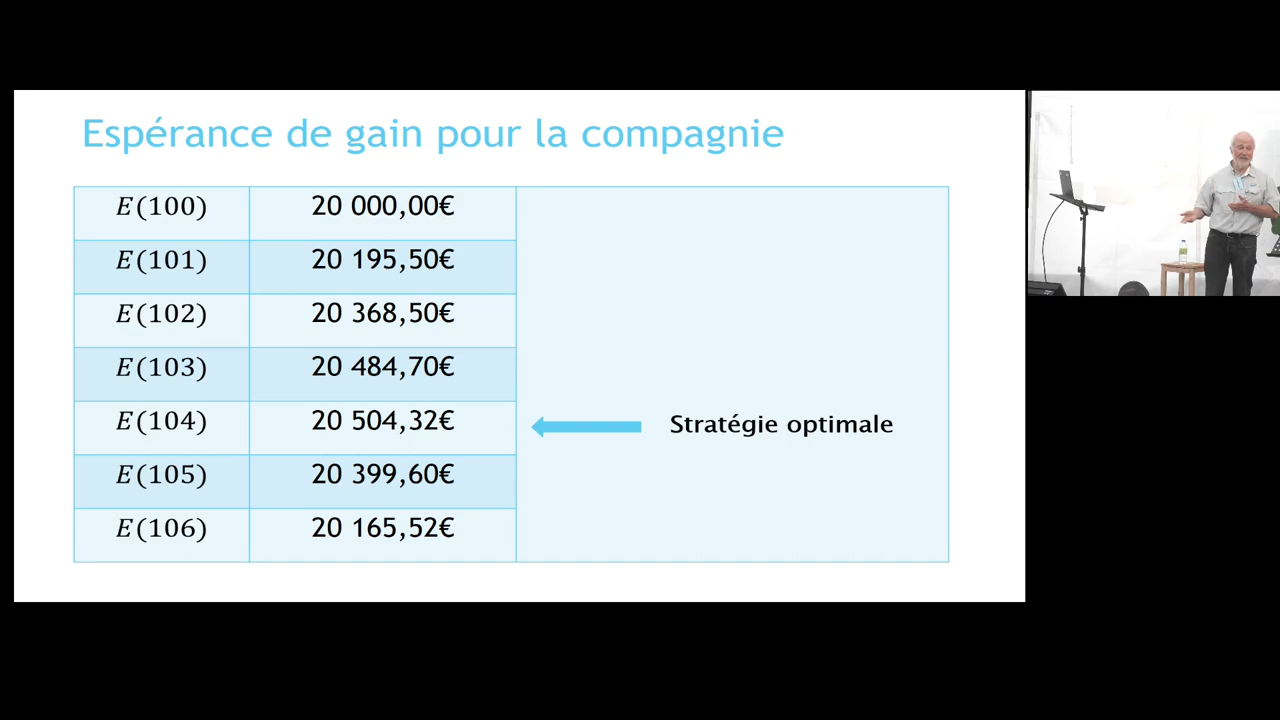 Espérance de gain pour la compagnie
E(100) 20 000,00€
E(101) 20 195,50€
E(102) 20 368,50€
E(103) 20 484,70€
E(104) 20 504,32€ Stratégie optimale
E(105) 20 399,60€
E(106) 20 165,52€